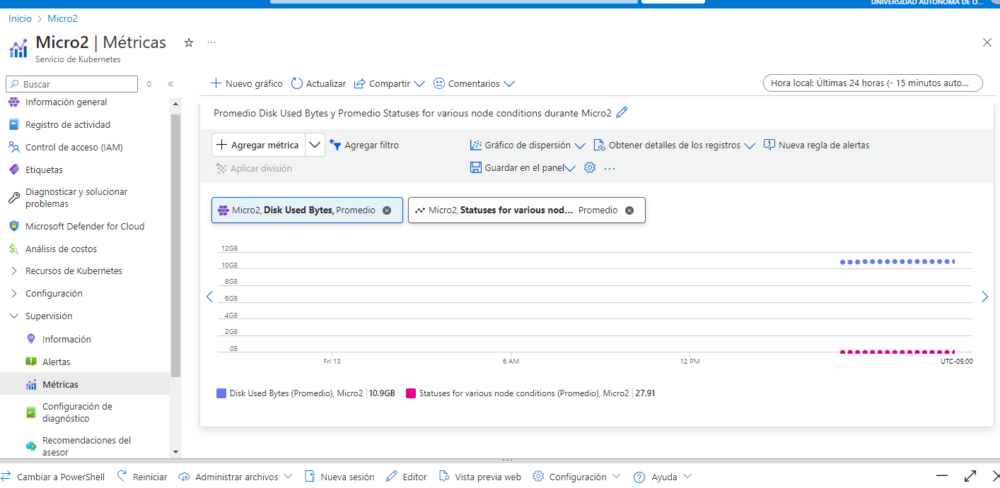 UNIVERSIDAD AUTÓNOMA DE O...
Inicio > Micro2
Micro2 | Métricas
Servicio de Kubernetes
Buscar
Información general
Registro de actividad
Control de acceso (IAM)
Etiquetas
Diagnosticar y solucionar
problemas
Microsoft Defender for Cloud
Análisis de costos
Recursos de Kubernetes
Configuración
Supervisión
Información
Alertas
Métricas
Configuración de
diagnóstico
Recomendaciones del
asesor
Nuevo gráfico Actualizar Compartir Comentarios
Hora local: Últimas 24 horas (- 15 minutos auto...
Promedio Disk Used Bytes y Promedio Statuses for various node conditions durante Micro2
Agregar métrica Agregar filtro
Gráfico de dispersión Obtener detalles de los registros Nueva regla de alertas
Aplicar división
Guardar en el panel ...
Micro2, Disk Used Bytes, Promedio
Micro2, Statuses for various nod... Promedio
12GB
10GB
8GB
6GB
4GB
2GB
0B
Fri 13 6 AM 12 PM UTC-05:00
Disk Used Bytes (Promedio), Micro2 | 10.9GB
Statuses for various node conditions (Promedio), Micro2 | 27.91
Cambiar a PowerShell Reiniciar Administrar archivos Nueva sesión Editor Vista previa web Configuración Ayuda